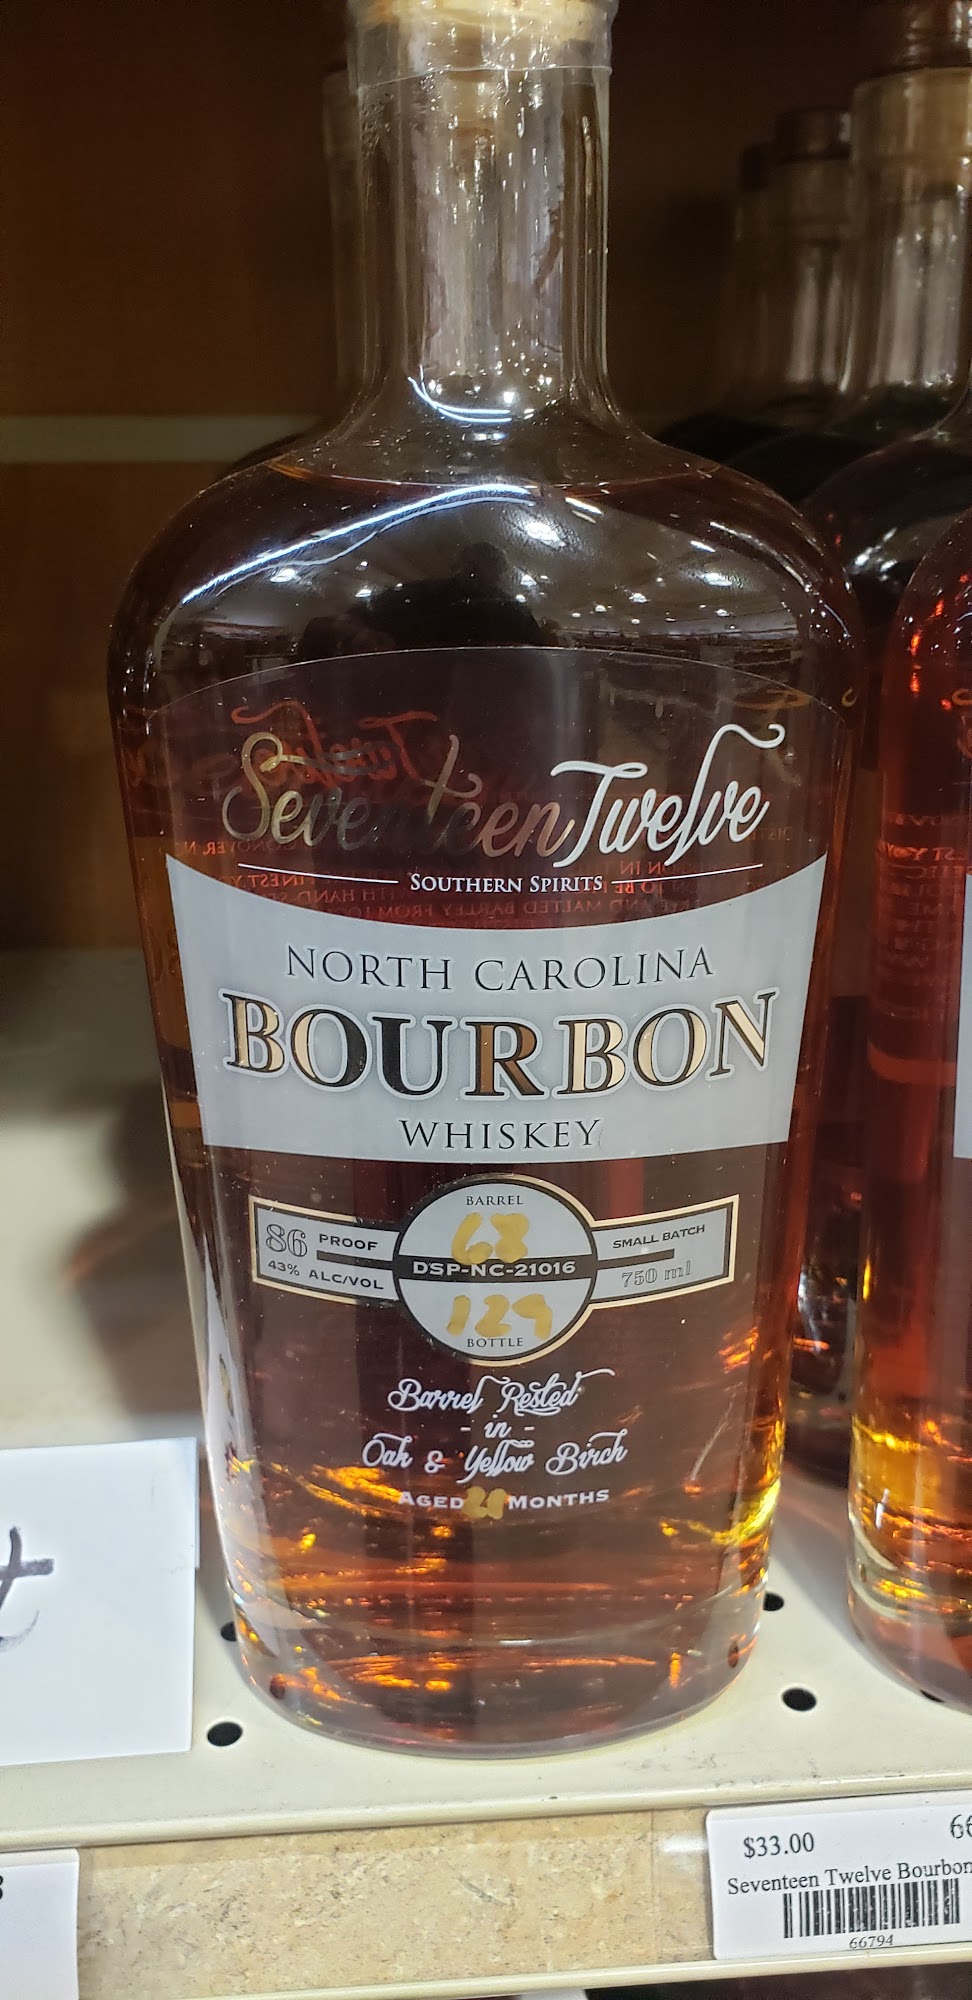 Seventeen Twelve
SOUTHERN SPIRITS
NORTH CAROLINA
BOURBON
WHISKEY
86 PROOF
43% ALC/VOL
BARREL
68
DSP-NC-21016
129
BOTTLE
SMALL BATCH
750 ml
Barrel Rested
- in -
Oak & Yellow Birch
AGED 21 MONTHS
$33.00
Seventeen Twelve Bourbon
66794